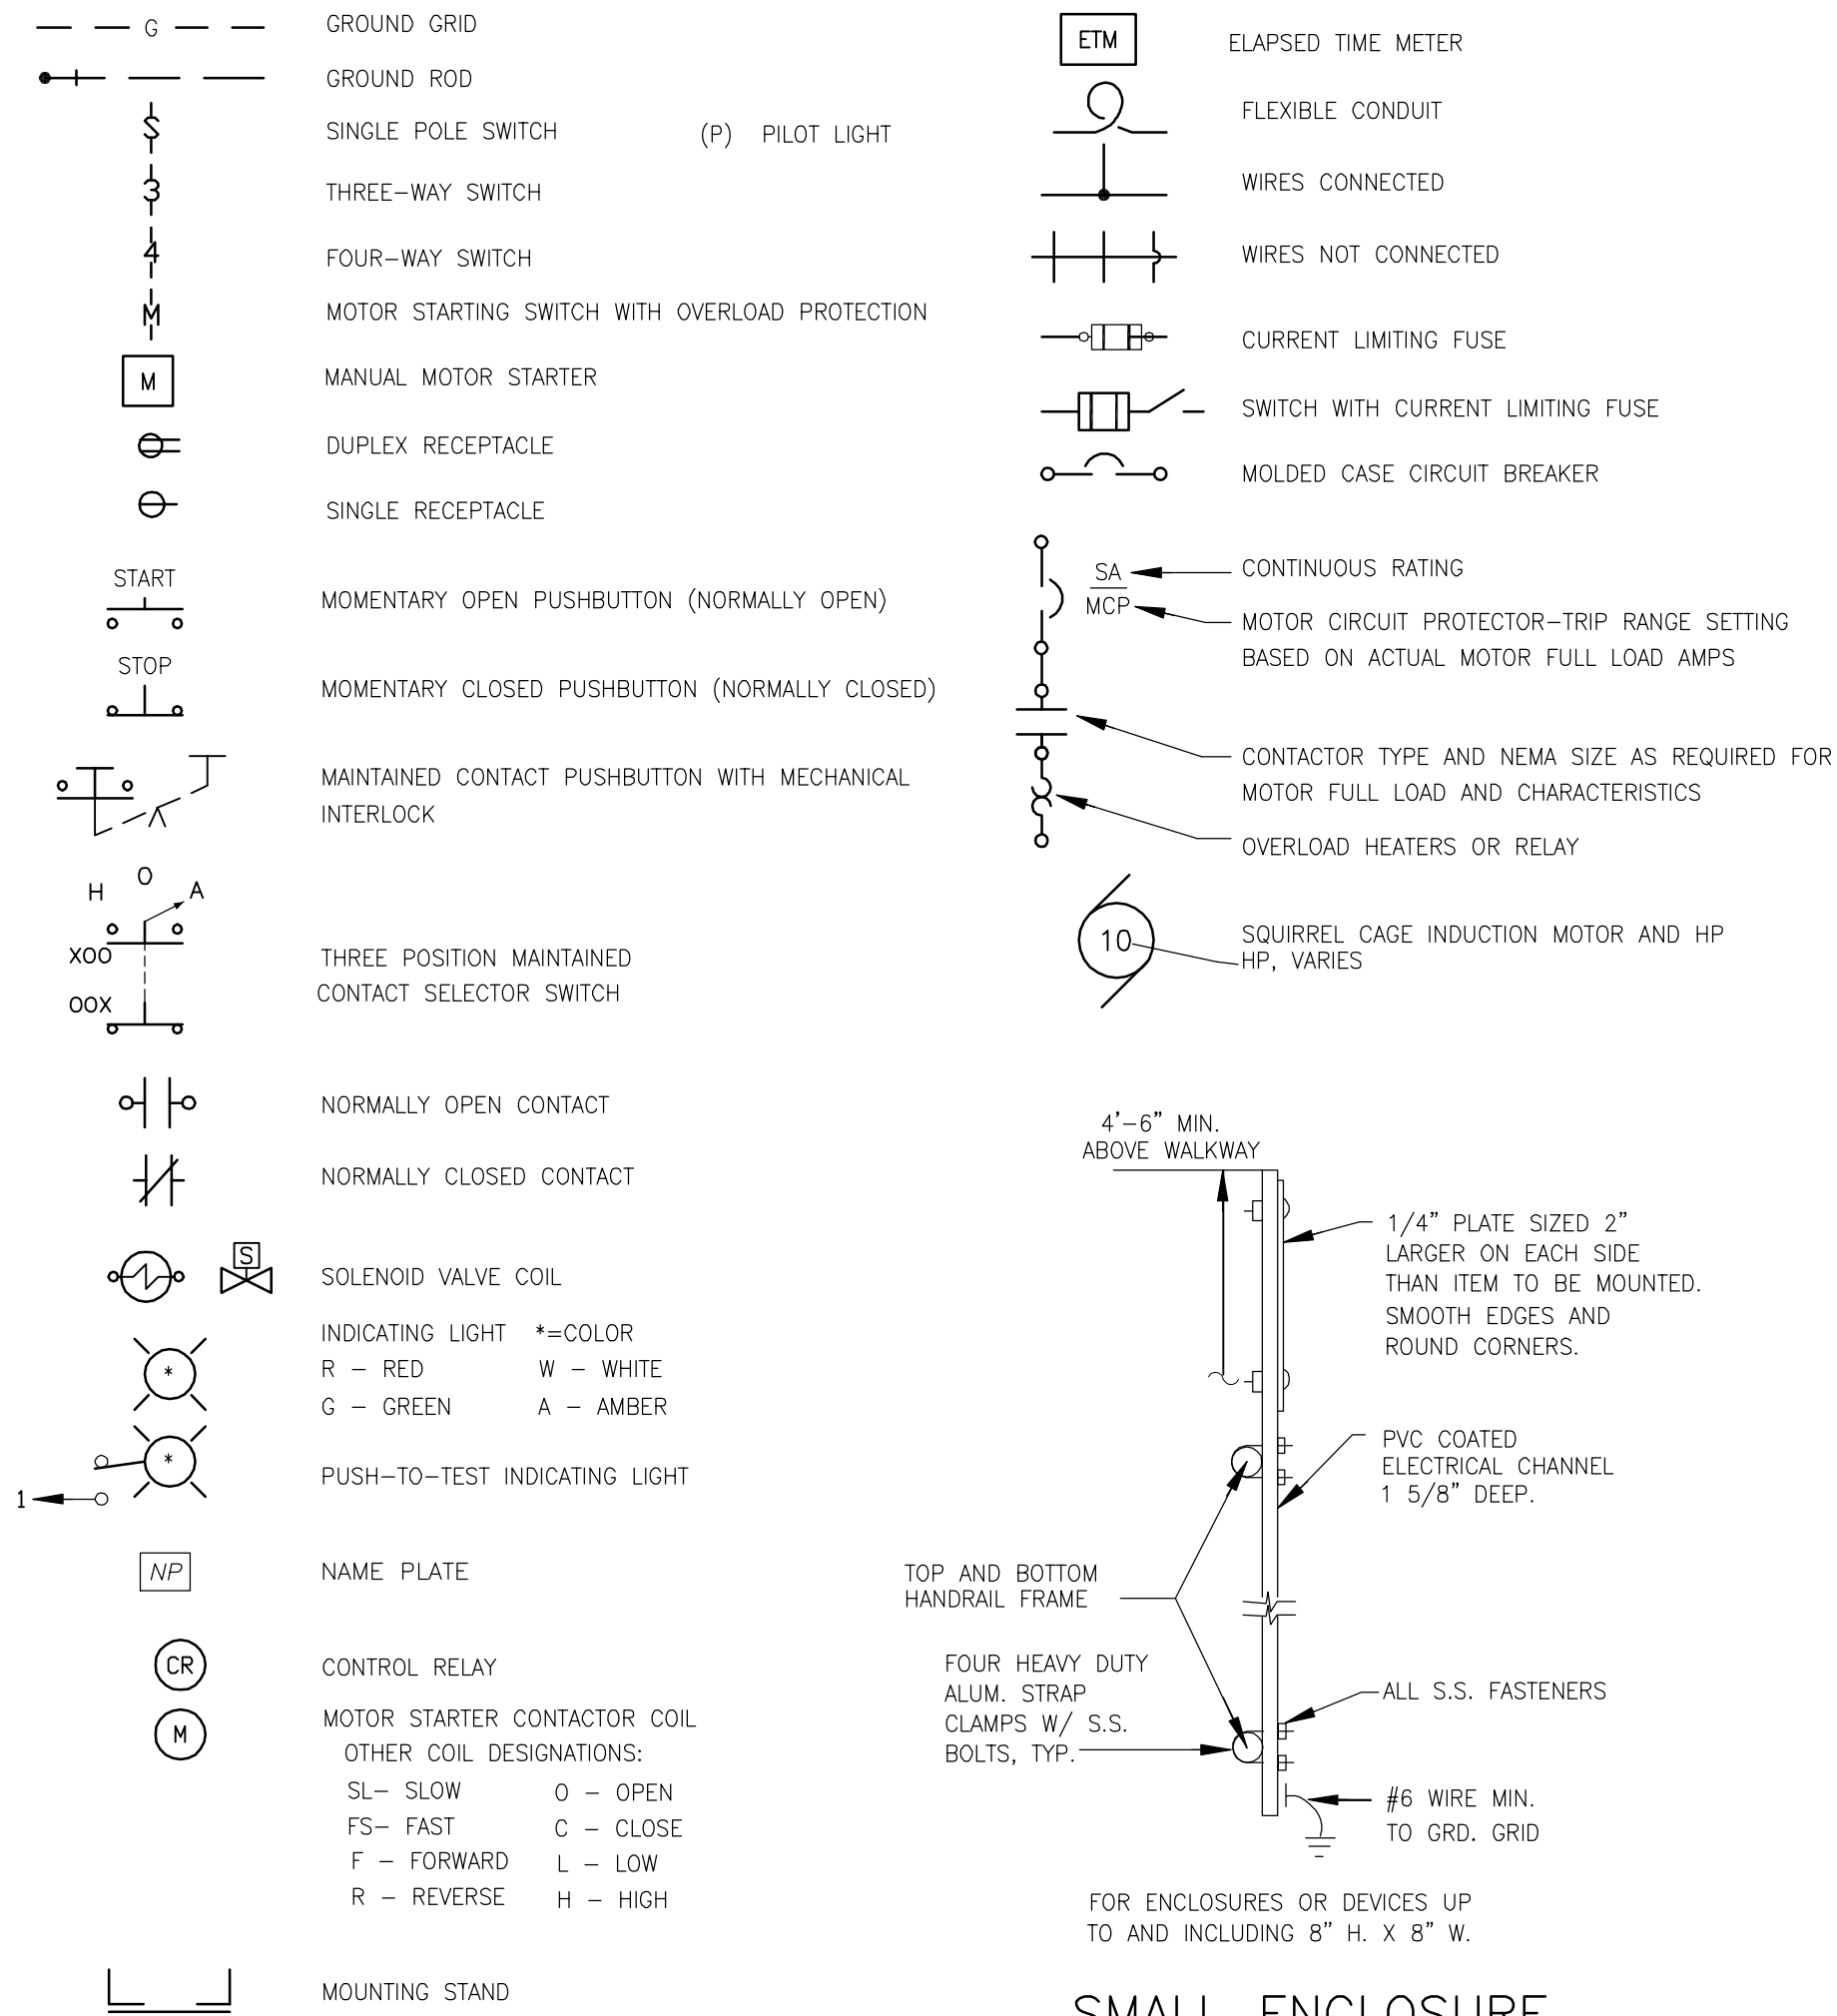 G GROUND GRID
GROUND ROD
S SINGLE POLE SWITCH (P) PILOT LIGHT
3 THREE-WAY SWITCH
4 FOUR-WAY SWITCH
M MOTOR STARTING SWITCH WITH OVERLOAD PROTECTION
M MANUAL MOTOR STARTER
DUPLEX RECEPTACLE
SINGLE RECEPTACLE
START
MOMENTARY OPEN PUSHBUTTON (NORMALLY OPEN)
STOP
MOMENTARY CLOSED PUSHBUTTON (NORMALLY CLOSED)
MAINTAINED CONTACT PUSHBUTTON WITH MECHANICAL
INTERLOCK
H O A
XOO
OOX
THREE POSITION MAINTAINED
CONTACT SELECTOR SWITCH
NORMALLY OPEN CONTACT
NORMALLY CLOSED CONTACT
S SOLENOID VALVE COIL
INDICATING LIGHT *=COLOR
* R - RED W - WHITE
G - GREEN A - AMBER
* PUSH-TO-TEST INDICATING LIGHT
1
NP NAME PLATE
CR CONTROL RELAY
M MOTOR STARTER CONTACTOR COIL
OTHER COIL DESIGNATIONS:
SL- SLOW O - OPEN
FS- FAST C - CLOSE
F - FORWARD L - LOW
R - REVERSE H - HIGH
MOUNTING STAND
ETM ELAPSED TIME METER
FLEXIBLE CONDUIT
WIRES CONNECTED
WIRES NOT CONNECTED
CURRENT LIMITING FUSE
SWITCH WITH CURRENT LIMITING FUSE
MOLDED CASE CIRCUIT BREAKER
SA CONTINUOUS RATING
MCP MOTOR CIRCUIT PROTECTOR-TRIP RANGE SETTING
BASED ON ACTUAL MOTOR FULL LOAD AMPS
CONTACTOR TYPE AND NEMA SIZE AS REQUIRED FOR
MOTOR FULL LOAD AND CHARACTERISTICS
OVERLOAD HEATERS OR RELAY
10 SQUIRREL CAGE INDUCTION MOTOR AND HP
HP, VARIES
4'-6" MIN.
ABOVE WALKWAY
1/4" PLATE SIZED 2"
LARGER ON EACH SIDE
THAN ITEM TO BE MOUNTED.
SMOOTH EDGES AND
ROUND CORNERS.
PVC COATED
ELECTRICAL CHANNEL
1 5/8" DEEP.
TOP AND BOTTOM
HANDRAIL FRAME
FOUR HEAVY DUTY
ALUM. STRAP
CLAMPS W/ S.S.
BOLTS, TYP.
ALL S.S. FASTENERS
#6 WIRE MIN.
TO GRD. GRID
FOR ENCLOSURES OR DEVICES UP
TO AND INCLUDING 8" H. X 8" W.
SMALL ENCLOSURE